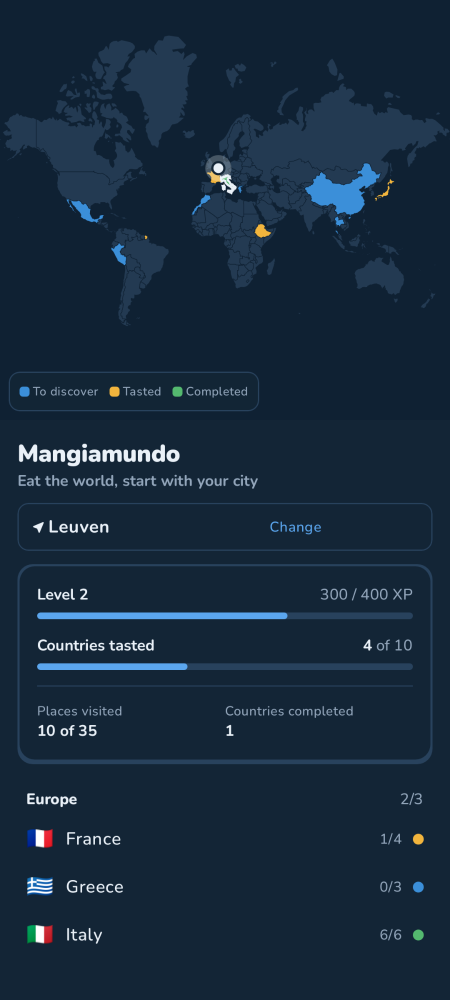 To discover Tasted Completed
Mangiamundo
Eat the world, start with your city
Leuven Change
Level 2 300 / 400 XP
Countries tasted 4 of 10
Places visited Countries completed
10 of 35 1
Europe 2/3
France 1/4
Greece 0/3
Italy 6/6